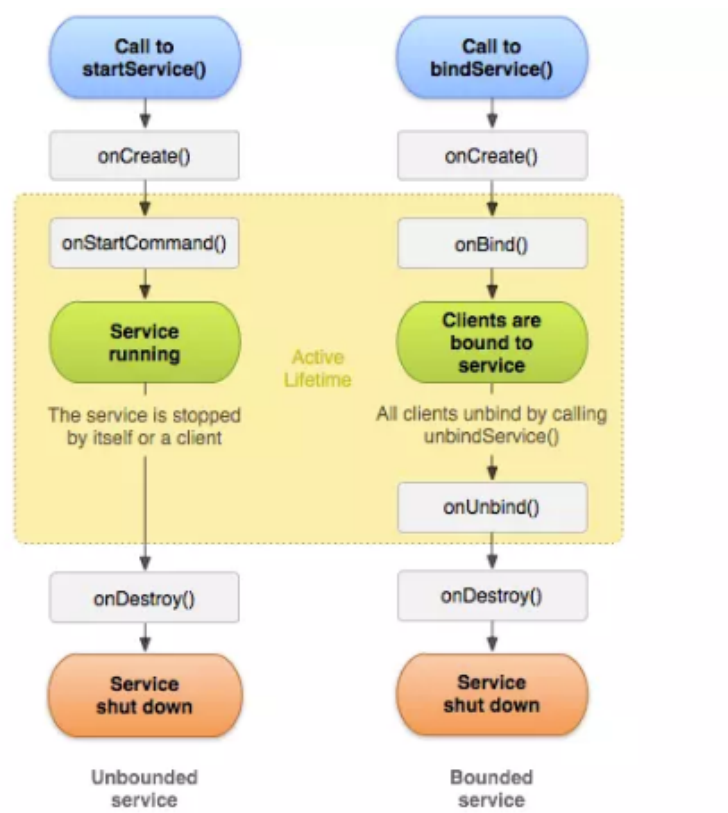 Call to
startService()
onCreate()
onStartCommand()
Service
running
The service is stopped
by itself or a client
onDestroy()
Service
shut down
Unbounded
service
Active
Lifetime
Call to
bindService()
onCreate()
onBind()
Clients are
bound to
service
All clients unbind by calling
unbindService()
onUnbind()
onDestroy()
Service
shut down
Bounded
service